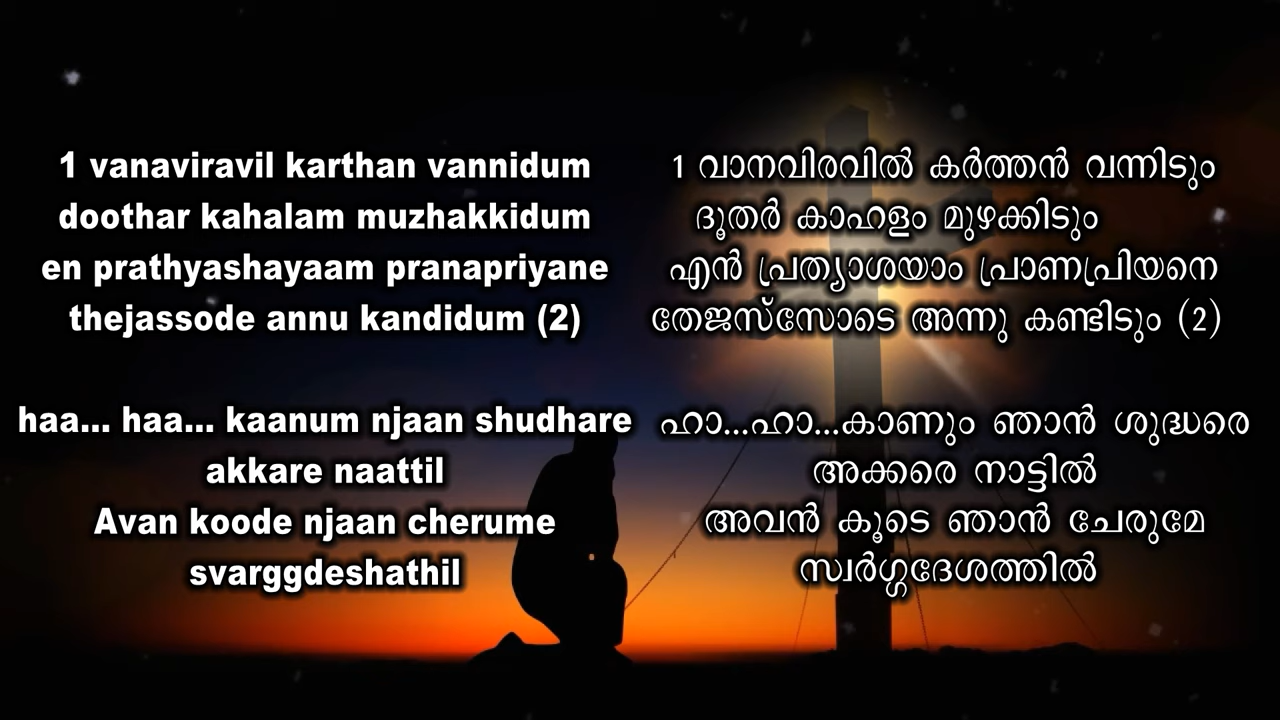 1 vanaviravil karthan vannidum
doothar kahalam muzhakkidum
en prathyashayaam pranapriyane
thejassode annu kandidum (2)
haa... haa... kaanum njaan shudhare
akkare naattil
Avan koode njaan cherume
svarggdeshathil
1 വാനവിരവിൽ കർത്തൻ വന്നിടും
ദൂതർ കാഹളം മുഴക്കിടും
എൻ പ്രത്യാശയാം പ്രാണപ്രിയനെ
തേജസ്സോടെ അന്നു കണ്ടിടും (2)
ഹാ...ഹാ...കാണും ഞാൻ ശുദ്ധരെ
അക്കരെ നാട്ടിൽ
അവൻ കൂടെ ഞാൻ ചേരുമേ
സ്വർഗ്ഗദേശത്തിൽ